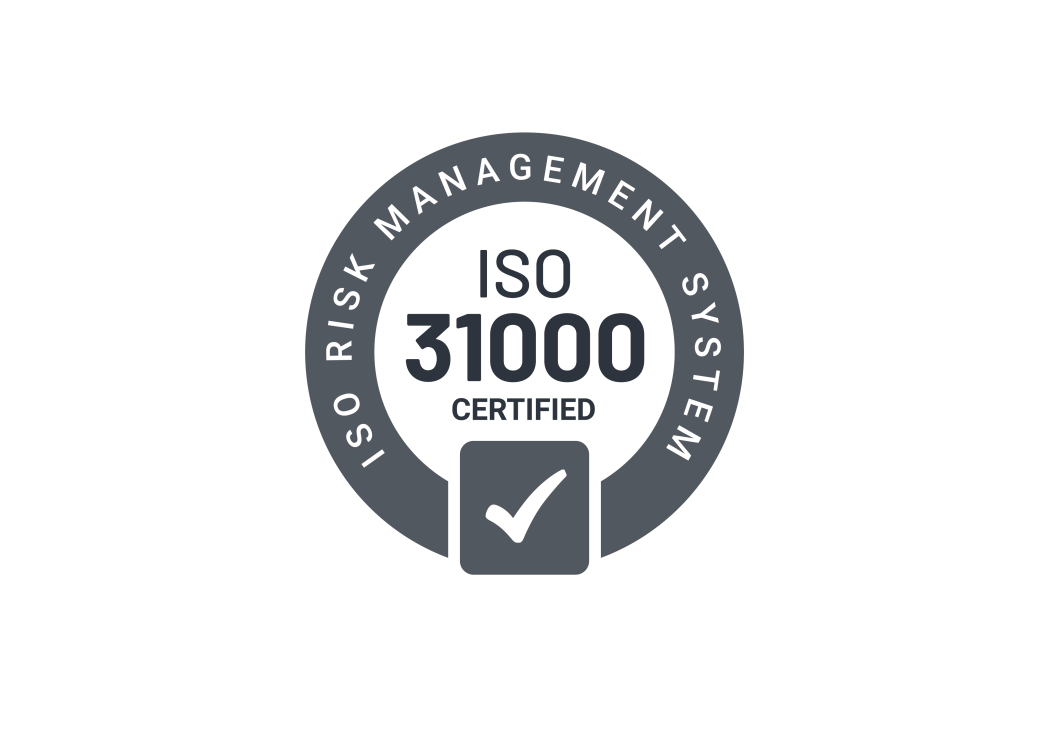 ISO RISK MANAGEMENT SYSTEM
ISO
31000
CERTIFIED